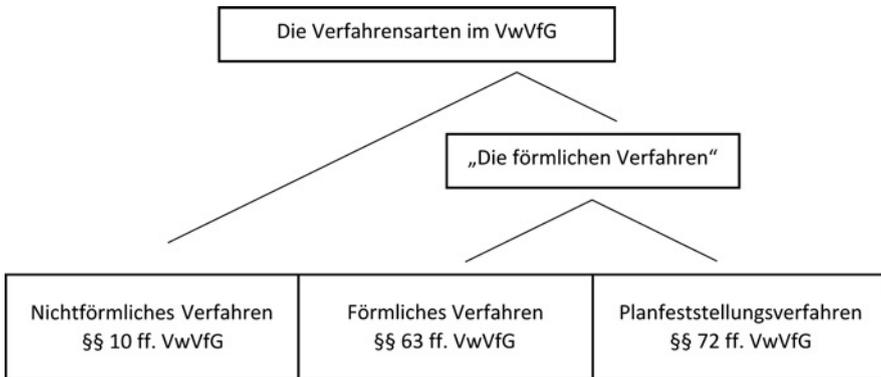 Die Verfahrensarten im VwVfG
„Die förmlichen Verfahren“
Nichtförmliches Verfahren
§§ 10 ff. VwVfG
Förmliches Verfahren
§§ 63 ff. VwVfG
Planfeststellungsverfahren
§§ 72 ff. VwVfG